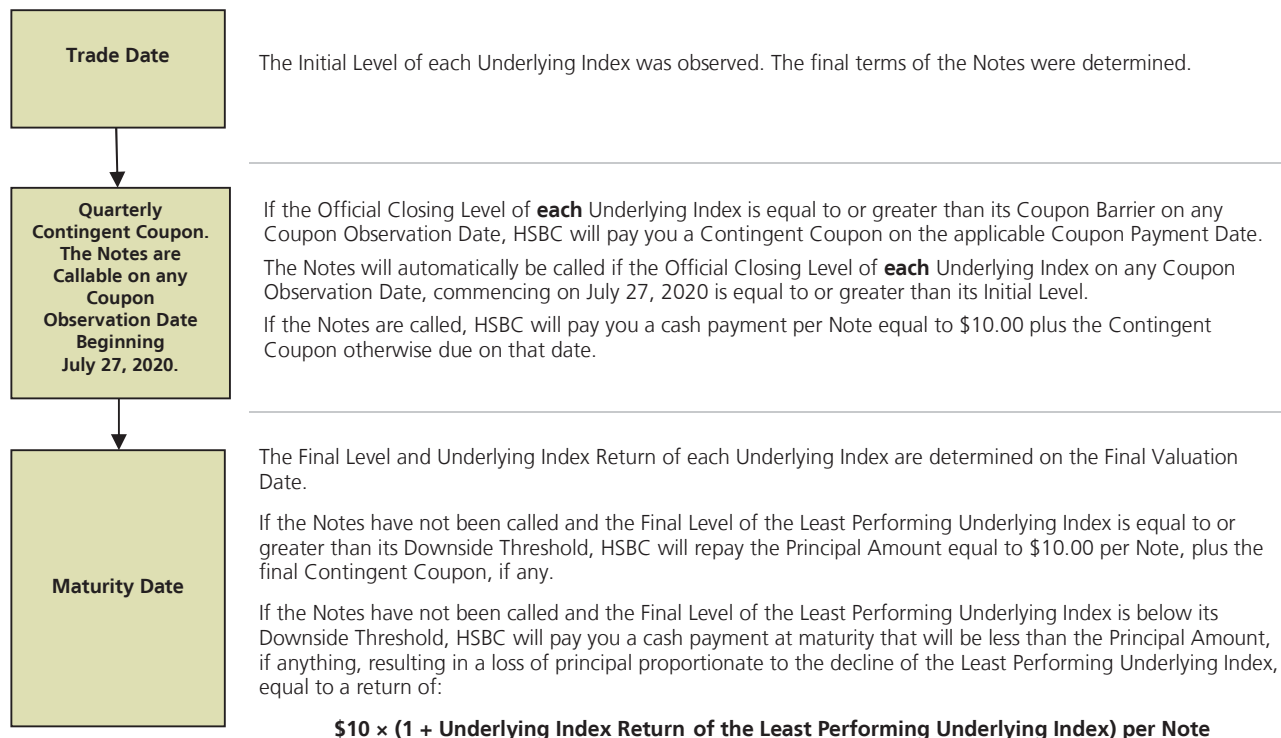 Trade Date
The Initial Level of each Underlying Index was observed. The final terms of the Notes were determined.
Quarterly
Contingent Coupon.
The Notes are
Callable on any
Coupon
Observation Date
Beginning
July 27, 2020.
If the Official Closing Level of each Underlying Index is equal to or greater than its Coupon Barrier on any
Coupon Observation Date, HSBC will pay you a Contingent Coupon on the applicable Coupon Payment Date.
The Notes will automatically be called if the Official Closing Level of each Underlying Index on any Coupon
Observation Date, commencing on July 27, 2020 is equal to or greater than its Initial Level.
If the Notes are called, HSBC will pay you a cash payment per Note equal to $10.00 plus the Contingent
Coupon otherwise due on that date.
Maturity Date
The Final Level and Underlying Index Return of each Underlying Index are determined on the Final Valuation
Date.
If the Notes have not been called and the Final Level of the Least Performing Underlying Index is equal to or
greater than its Downside Threshold, HSBC will repay the Principal Amount equal to $10.00 per Note, plus the
final Contingent Coupon, if any.
If the Notes have not been called and the Final Level of the Least Performing Underlying Index is below its
Downside Threshold, HSBC will pay you a cash payment at maturity that will be less than the Principal Amount,
if anything, resulting in a loss of principal proportionate to the decline of the Least Performing Underlying Index,
equal to a return of:
$10 × (1 + Underlying Index Return of the Least Performing Underlying Index) per Note